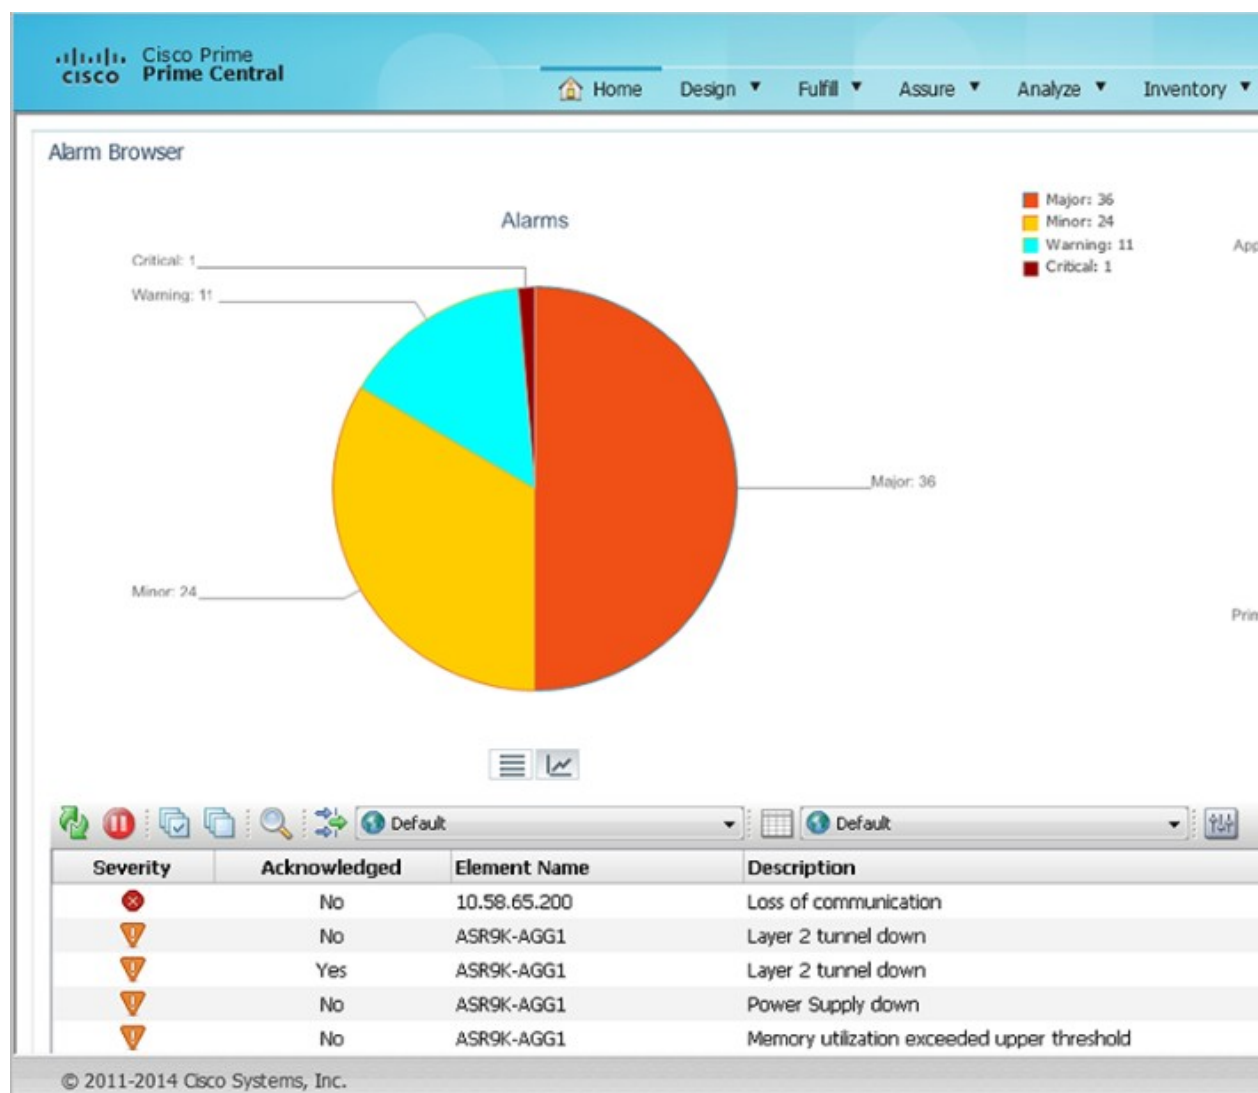 cisco Cisco Prime
Prime Central
Home Design Fulfill Assure Analyze Inventory
Alarm Browser
Alarms
Major: 36
Minor: 24
Warning: 11
Critical: 1
App
Critical: 1
Warning: 11
Major: 36
Minor: 24
Prim
Default Default
Severity Acknowledged Element Name Description
No 10.58.65.200 Loss of communication
No ASR9K-AGG1 Layer 2 tunnel down
Yes ASR9K-AGG1 Layer 2 tunnel down
No ASR9K-AGG1 Power Supply down
No ASR9K-AGG1 Memory utilization exceeded upper threshold
© 2011-2014 Cisco Systems, Inc.